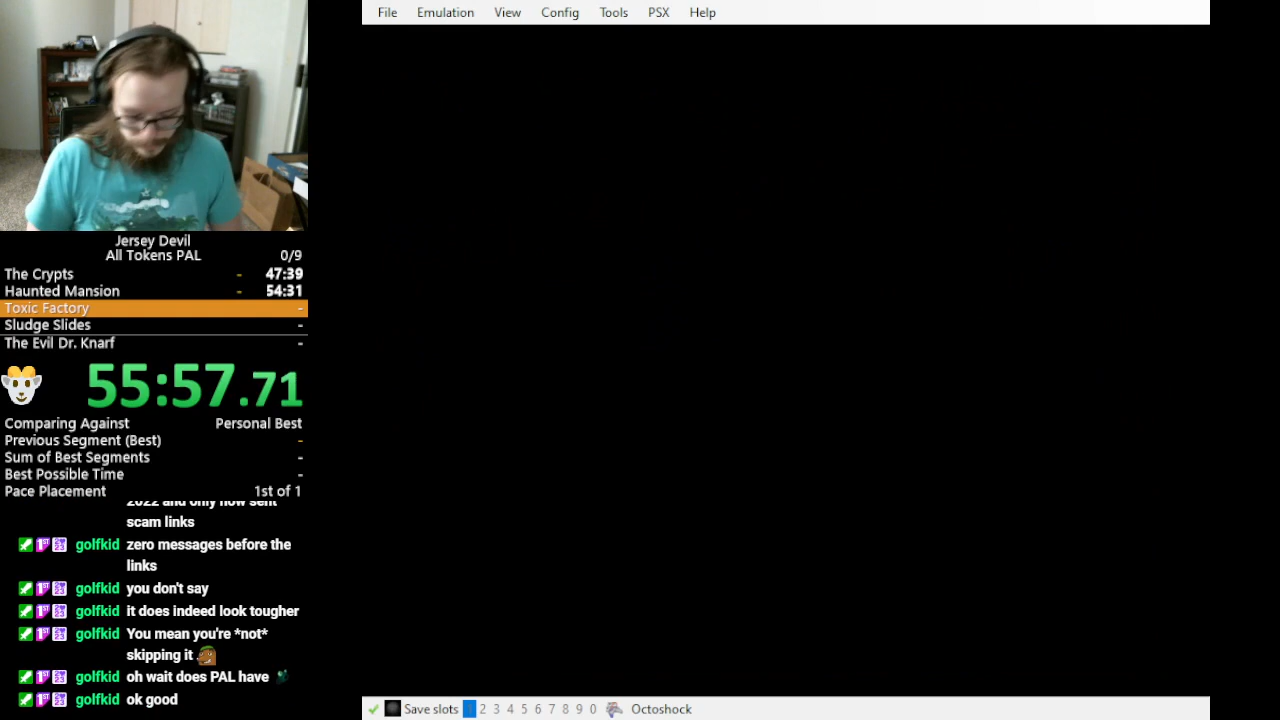 File Emulation View Config Tools PSX Help
Jersey Devil
All Tokens PAL 0/9
The Crypts - 47:39
Haunted Mansion - 54:31
Toxic Factory -
Sludge Slides -
The Evil Dr. Knarf -
55:57.71
Comparing Against Personal Best
Previous Segment (Best) -
Sum of Best Segments -
Best Possible Time -
Pace Placement 1st of 1
2022 and only now sent
scam links
golfkid zero messages before the
links
golfkid you don't say
golfkid it does indeed look tougher
golfkid You mean you're *not*
skipping it
golfkid oh wait does PAL have
golfkid ok good
Save slots 1 2 3 4 5 6 7 8 9 0 Octoshock